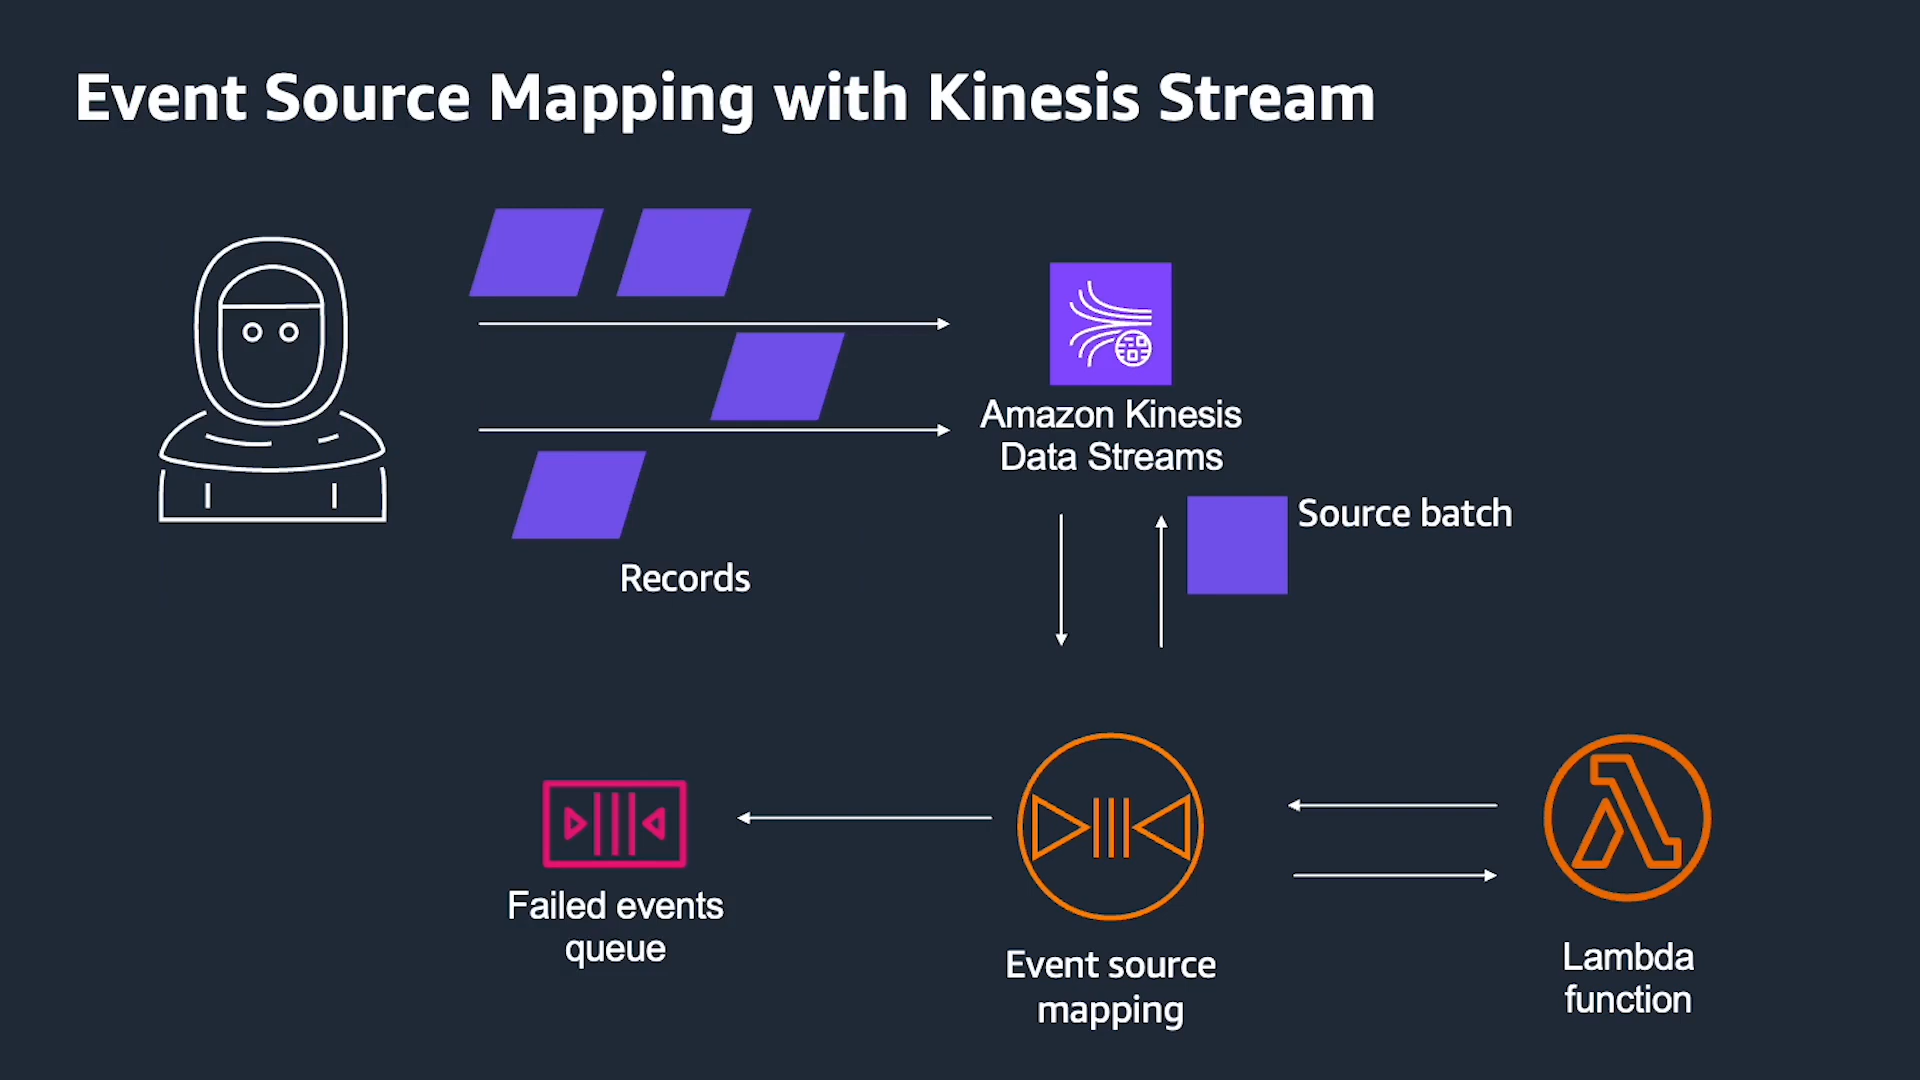 Event Source Mapping with Kinesis Stream
Amazon Kinesis
Data Streams
Source batch
Records
Failed events
queue
Event source
mapping
Lambda
function